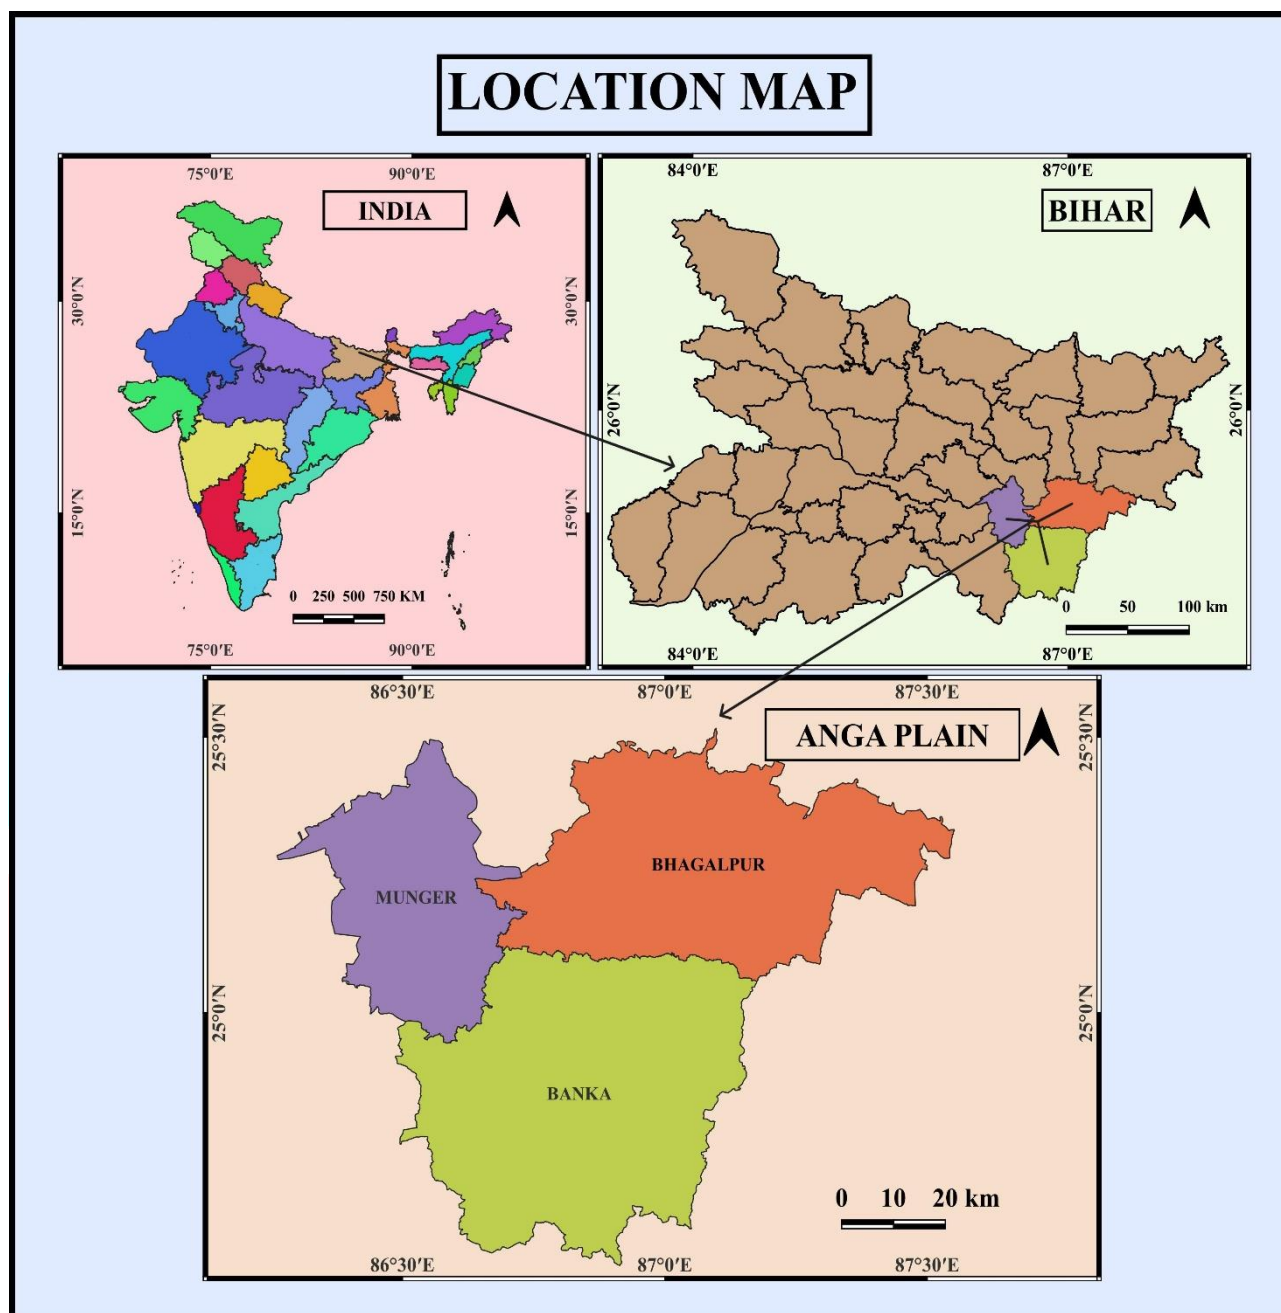 LOCATION MAP
75°0'E 90°0'E
INDIA
30°0'N 30°0'N
15°0'N 15°0'N
0 250 500 750 KM
75°0'E 90°0'E
84°0'E 87°0'E
BIHAR
26°0'N 26°0'N
0 50 100 km
84°0'E 87°0'E
86°30'E 87°0'E 87°30'E
ANGA PLAIN
25°30'N 25°30'N
BHAGALPUR
MUNGER
25°0'N 25°0'N
BANKA
0 10 20 km
86°30'E 87°0'E 87°30'E